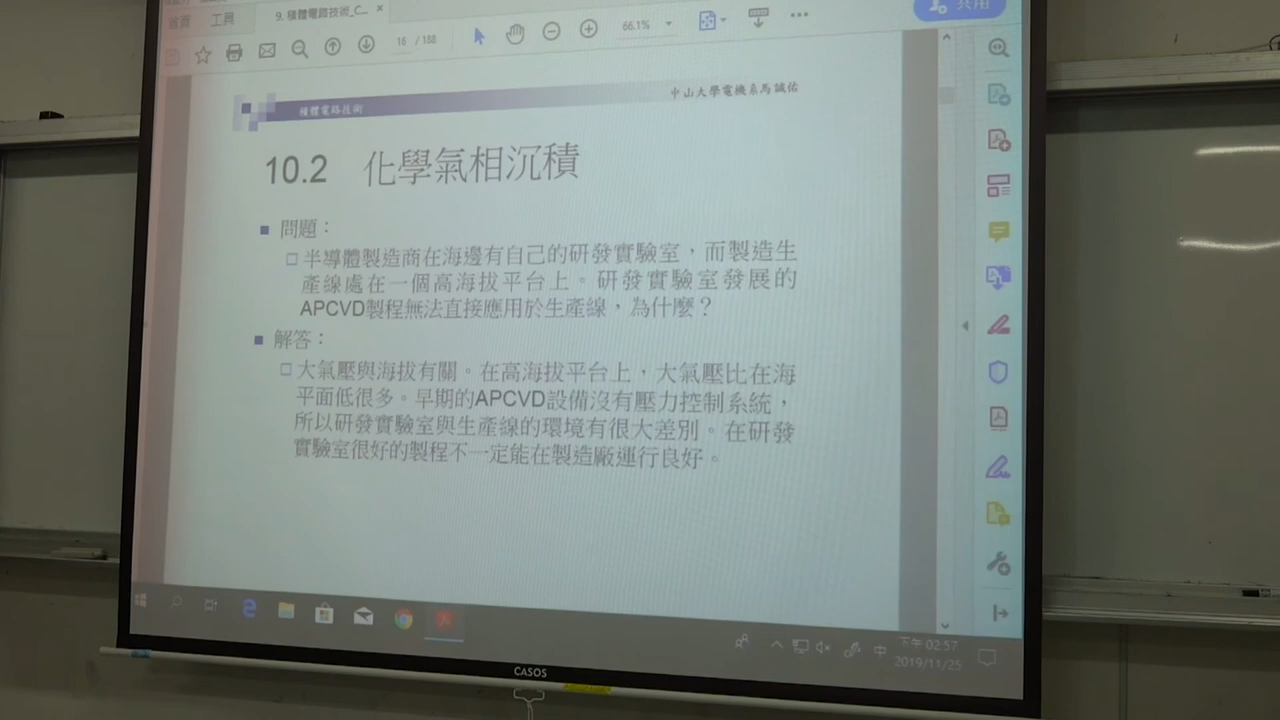 首頁 工具 9. 積體電路技術_C... ×
16 / 188 66.1%
共用
積體電路技術
中山大學電機系馬誠佑
10.2 化學氣相沉積
問題：
半導體製造商在海邊有自己的研發實驗室，而製造生
產線處在一個高海拔平台上。研發實驗室發展的
APCVD製程無法直接應用於生產線，為什麼？
解答：
大氣壓與海拔有關。在高海拔平台上，大氣壓比在海
平面低很多。早期的APCVD設備沒有壓力控制系統，
所以研發實驗室與生產線的環境有很大差別。在研發
實驗室很好的製程不一定能在製造廠運行良好。
中
下午 02:57
2019/11/25
CASOS